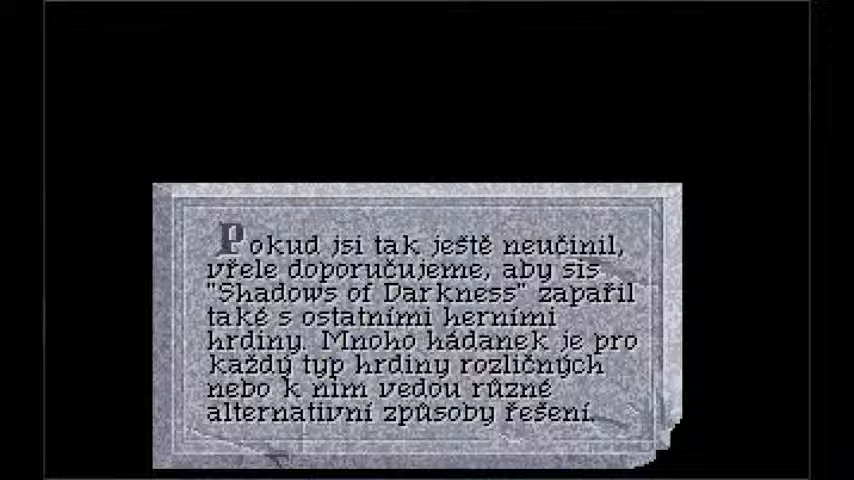 Pokud jsi tak ještě neučinil,
vřele doporučujeme, aby sis
"Shadows of Darkness" zapařil
také s ostatními herními
hrdiny. Mnoho hádanek je pro
každý typ hrdiny rozličných
nebo k nim vedou různé
alternativní způsoby řešení.